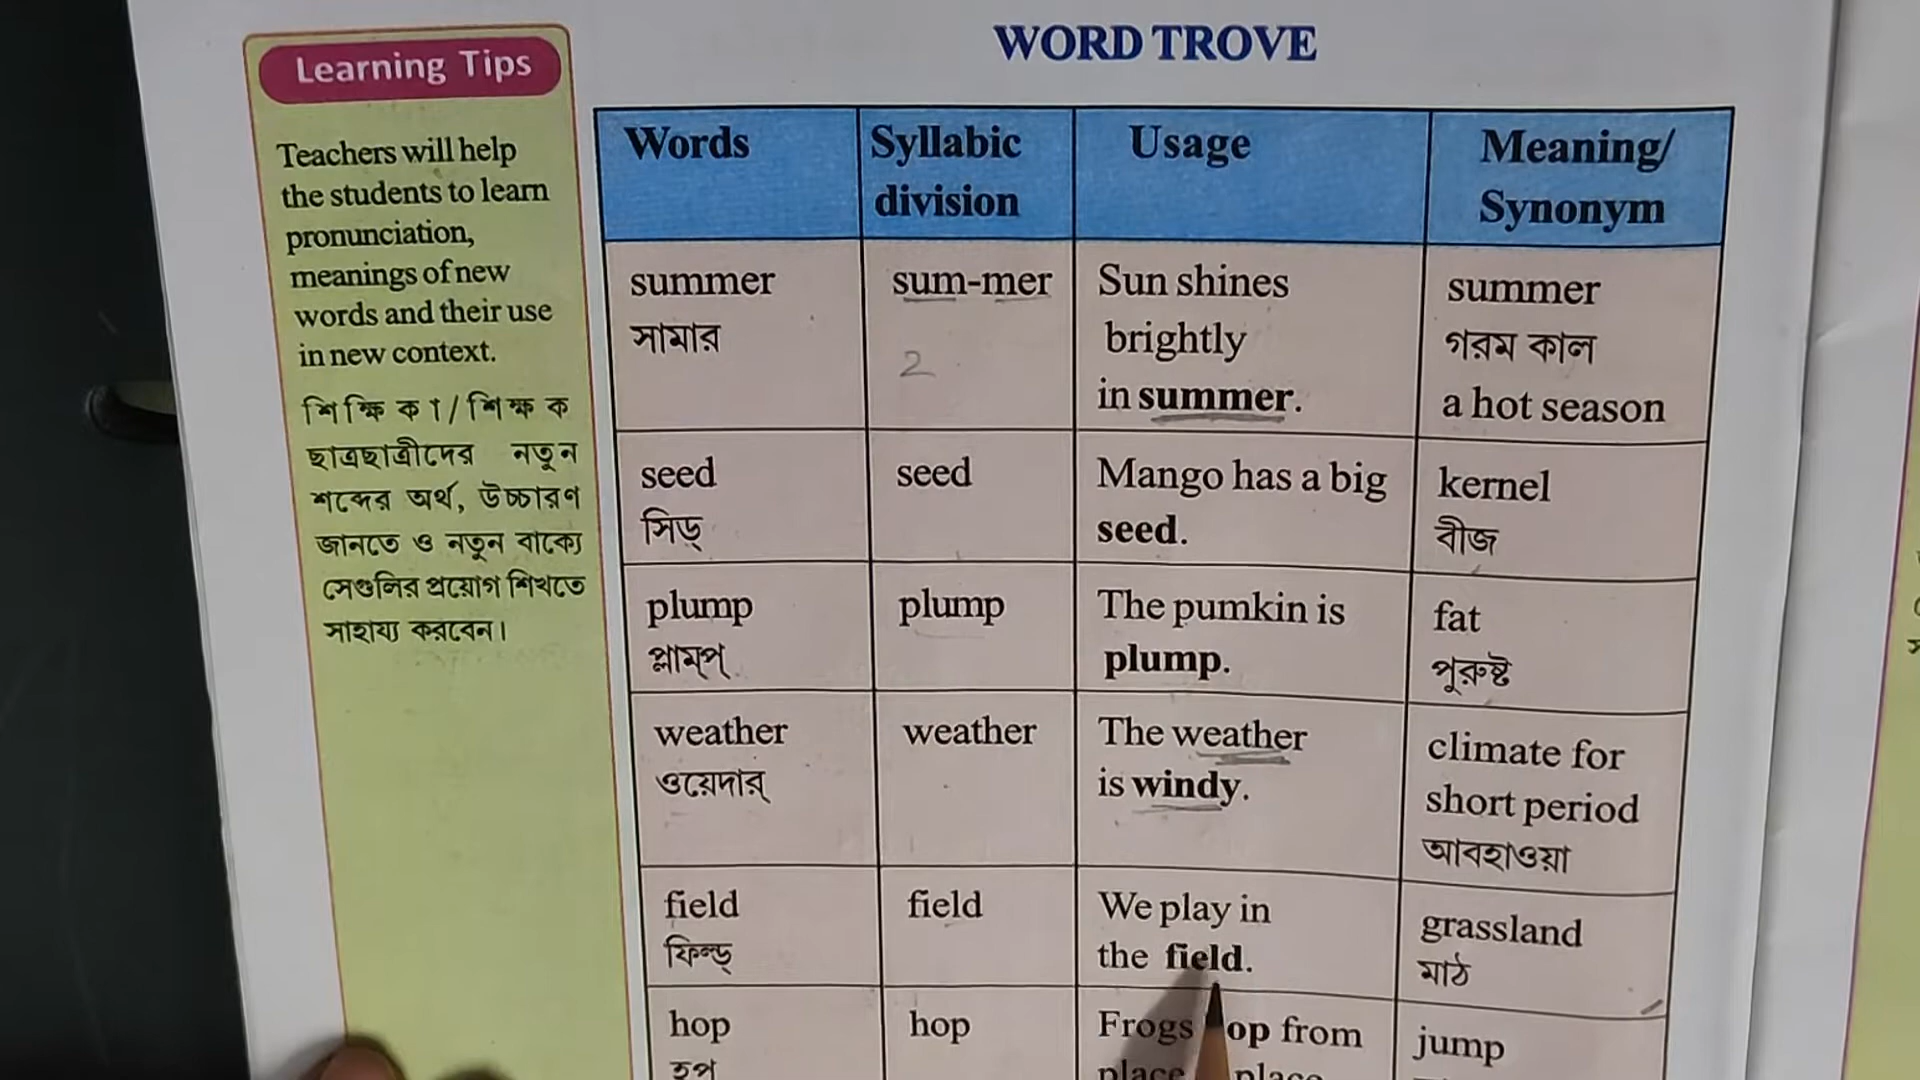 WORD TROVE
Learning Tips
Teachers will help
the students to learn
pronunciation,
meanings of new
words and their use
in new context.
শিক্ষিকা/শিক্ষক
ছাত্রছাত্রীদের নতুন
শব্দের অর্থ, উচ্চারণ
জানতে ও নতুন বাক্যে
সেগুলির প্রয়োগ শিখতে
সাহায্য করবেন।
Words
Syllabic
division
Usage
Meaning/
Synonym
summer
সামার
sum-mer
2
Sun shines
brightly
in summer.
summer
গরম কাল
a hot season
seed
সিড্
seed
Mango has a big
seed.
kernel
বীজ
plump
প্লাম্প্
plump
The pumkin is
plump.
fat
পুরুষ্ট
weather
ওয়েদার্
weather
The weather
is windy.
climate for
short period
আবহাওয়া
field
ফিল্ড্
field
We play in
the field.
grassland
মাঠ
hop
হপ
hop
Frogs op from
place place
jump